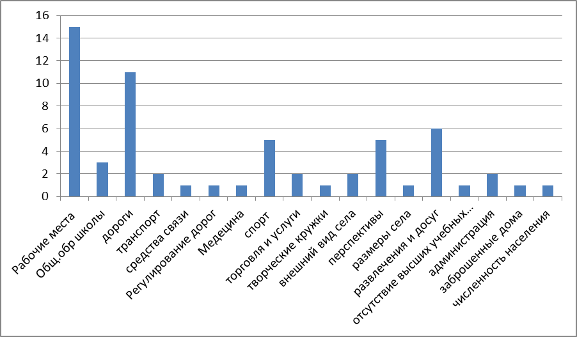 16
14
12
10
8
6
4
2
0
Рабочие места
Общ.обр школы
дороги
транспорт
средства связи
Регулирование дорог
Медецина
спорт
торговля и услуги
творческие кружки
внешний вид села
перспективы
размеры села
развлечения и досуг
отсутствие высших учебных...
администрация
заброшенные дома
численность населения